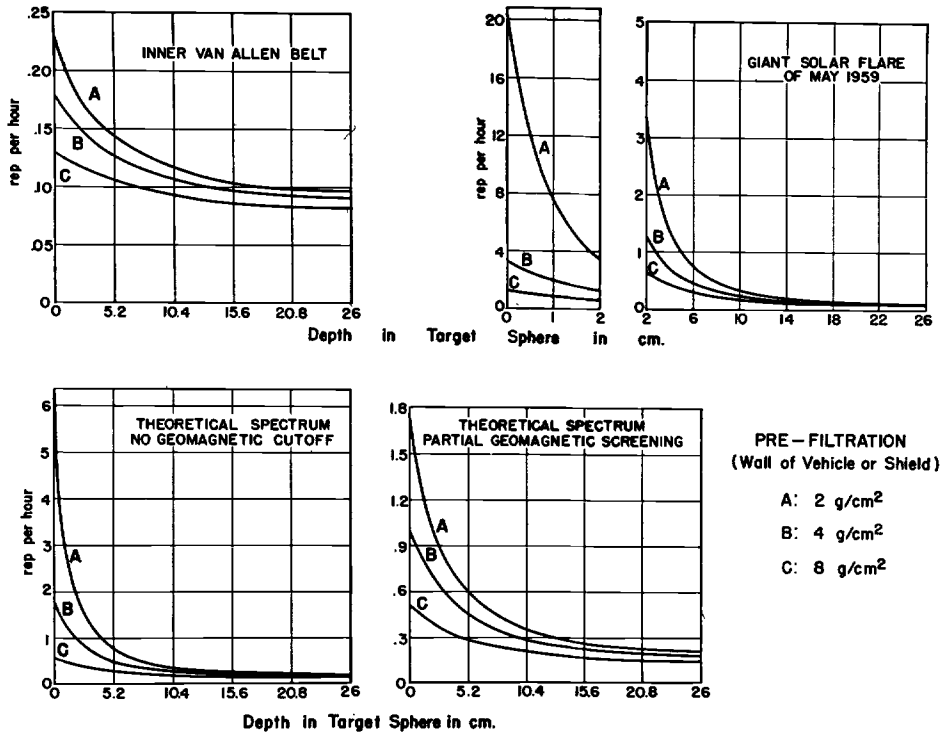 INNER VAN ALLEN BELT
rep per hour
.25
.20
.15
.10
.05
0
A
B
C
0 5.2 10.4 15.6 20.8 26
rep per hour
20
16
12
8
4
0
A
B
C
0 1 2
GIANT SOLAR FLARE
OF MAY 1959
5
4
3
2
1
0
A
B
C
2 6 10 14 18 22 26
Depth in Target Sphere in cm.
THEORETICAL SPECTRUM
NO GEOMAGNETIC CUTOFF
rep per hour
6
5
4
3
2
1
0
A
B
C
0 5.2 10.4 15.6 20.8 26
THEORETICAL SPECTRUM
PARTIAL GEOMAGNETIC SCREENING
1.8
1.5
1.2
.9
.6
.3
0
A
B
C
0 5.2 10.4 15.6 20.8 26
Depth in Target Sphere in cm.
PRE-FILTRATION
(Wall of Vehicle or Shield)
A: 2 g/cm²
B: 4 g/cm²
C: 8 g/cm²